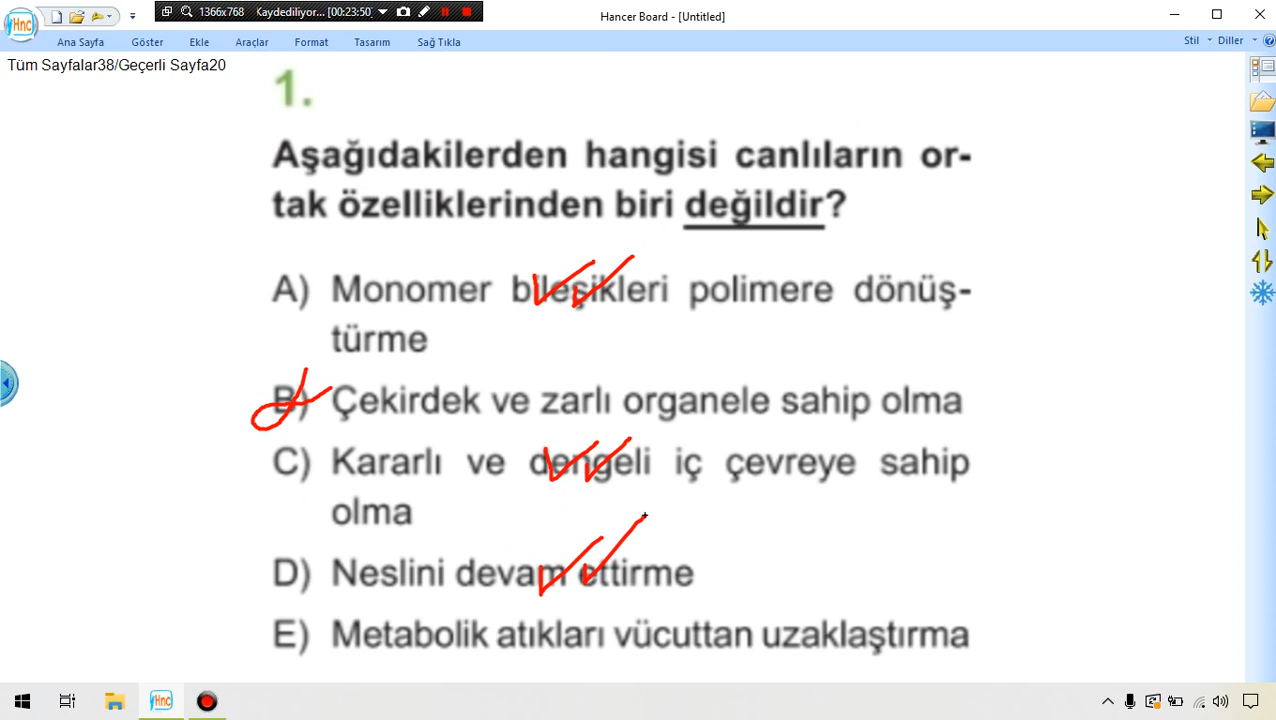 1366x768 Kaydediliyor... [00:23:50]
Hancer Board - [Untitled]
Hnc
Ana Sayfa Göster Ekle Araçlar Format Tasarım Sağ Tıkla
Stil Diller
Tüm Sayfalar38/Geçerli Sayfa20
1.
Aşağıdakilerden hangisi canlıların or-
tak özelliklerinden biri değildir?
A) Monomer bileşikleri polimere dönüş-
türme
B) Çekirdek ve zarlı organele sahip olma
C) Kararlı ve dengeli iç çevreye sahip
olma
D) Neslini devam ettirme
E) Metabolik atıkları vücuttan uzaklaştırma
Hnc